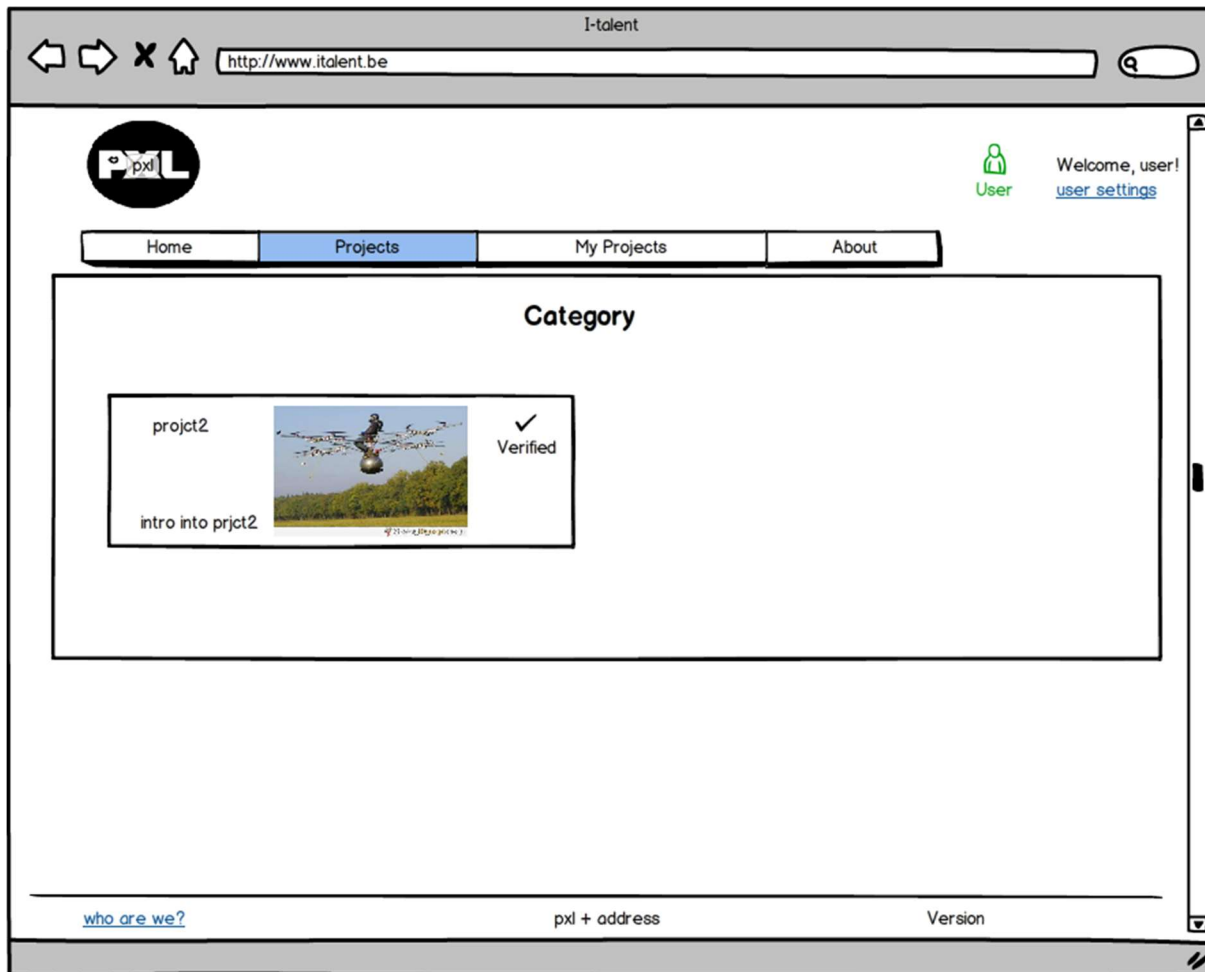 I-talent
http://www.italent.be
PXL
pxl
User
Welcome, user!
user settings
Home
Projects
My Projects
About
Category
projct2
Verified
intro into prjct2
who are we?
pxl + address
Version